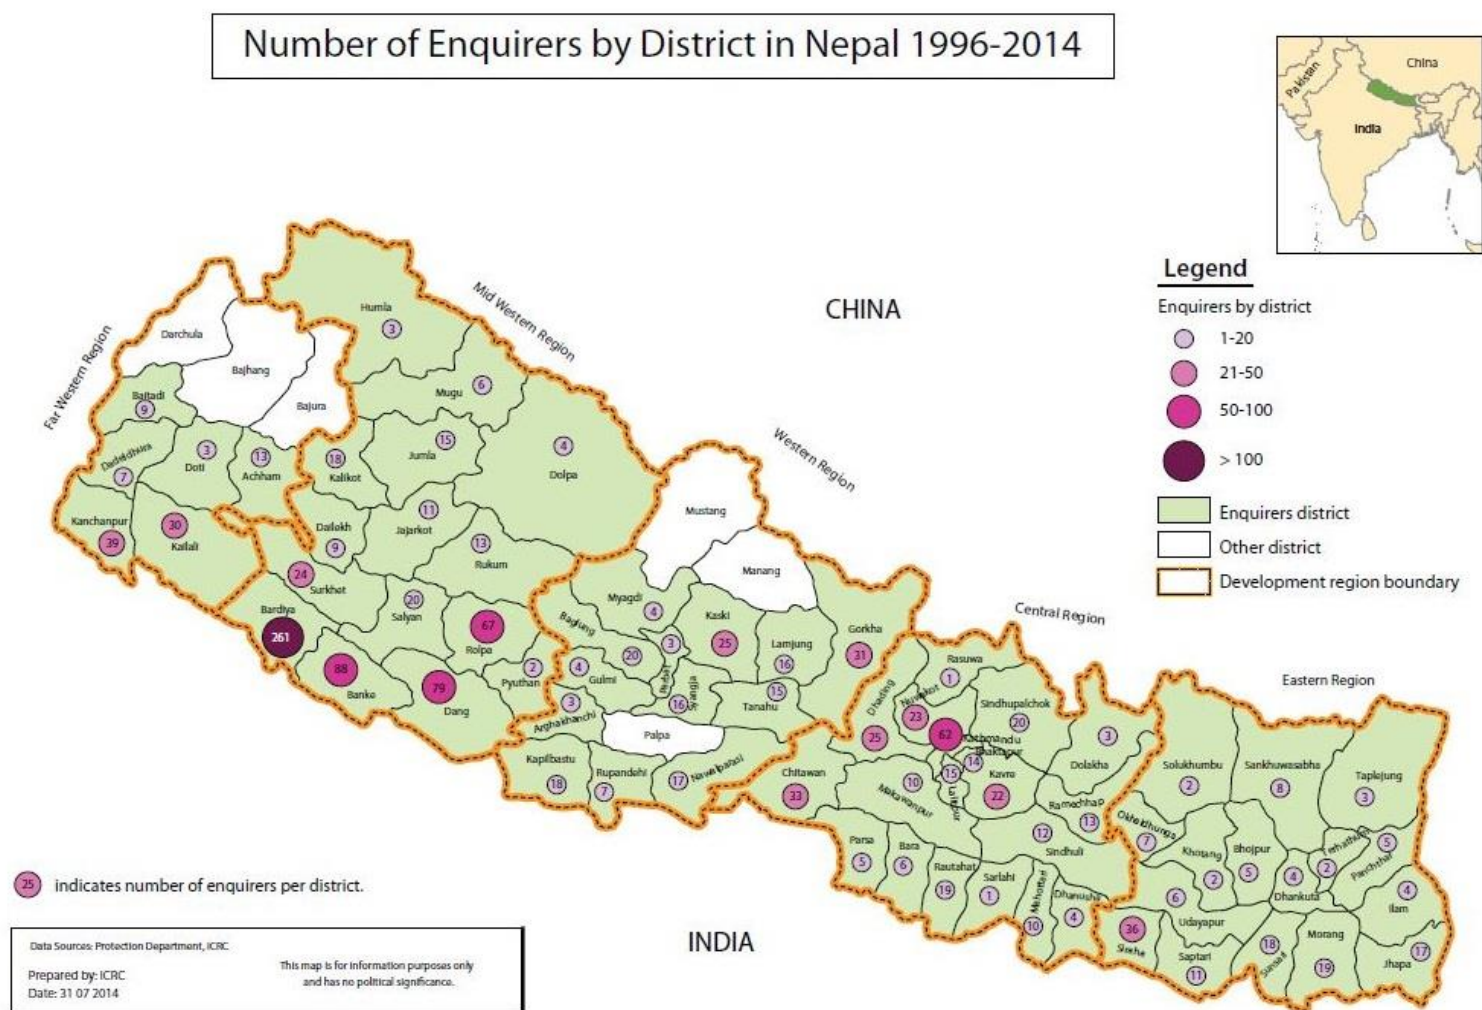 Number of Enquirers by District in Nepal 1996-2014
Pakistan
China
India
Legend
Enquirers by district
1-20
21-50
50-100
> 100
Enquirers district
Other district
Development region boundary
CHINA
INDIA
Far Western Region
Mid Western Region
Western Region
Central Region
Eastern Region
Darchula
Bajhang
Bajura
Baitadi
9
Dadeldhura
7
Doti
3
Achham
13
Kanchanpur
39
Kailali
30
Humla
3
Mugu
6
Jumla
15
Kalikot
18
Dolpa
4
Dailekh
9
Jajarkot
11
Rukum
13
Surkhet
24
Salyan
20
Bardiya
261
Banke
88
Rolpa
67
Dang
79
Pyuthan
2
Mustang
Manang
Myagdi
4
Baglung
20
Kaski
25
Parbat
3
Lamjung
16
Gorkha
31
Gulmi
4
Arghakhanchi
3
Syangja
16
Tanahu
15
Palpa
Kapilbastu
18
Rupandehi
7
Nawalparasi
17
Rasuwa
1
Nuwakot
23
Dhading
25
Sindhupalchok
20
Kathmandu
62
Bhaktapur
14
Lalitpur
15
Kavre
22
Dolakha
3
Ramechhap
13
Chitawan
33
Makawanpur
10
Sindhuli
12
Parsa
5
Bara
6
Rautahat
19
Sarlahi
1
Mahottari
10
Dhanusha
4
Solukhumbu
2
Sankhuwasabha
8
Taplejung
3
Okhaldhunga
7
Khotang
2
Bhojpur
5
Dhankuta
4
Terhathum
2
Panchthar
5
Ilam
4
Udayapur
6
Siraha
36
Saptari
11
Sunsari
18
Morang
19
Jhapa
17
25
indicates number of enquirers per district.
Data Sources: Protection Department, ICRC
Prepared by: ICRC
Date: 31 07 2014
This map is for information purposes only
and has no political significance.